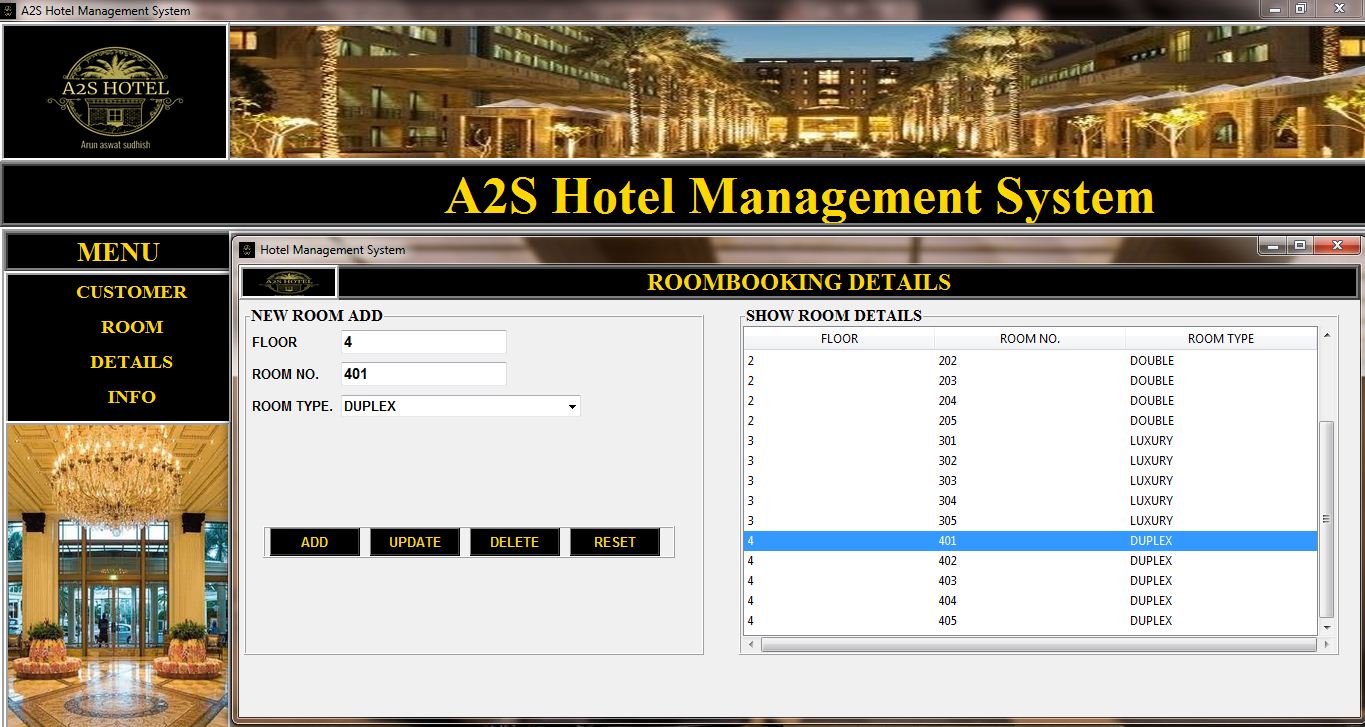 A2S Hotel Management System
A2S HOTEL
Arun aswat sudhish
A2S Hotel Management System
MENU
CUSTOMER
ROOM
DETAILS
INFO
Hotel Management System
A2S HOTEL
ROOMBOOKING DETAILS
NEW ROOM ADD
FLOOR 4
ROOM NO. 401
ROOM TYPE. DUPLEX
ADD UPDATE DELETE RESET
SHOW ROOM DETAILS
FLOOR ROOM NO. ROOM TYPE
2 202 DOUBLE
2 203 DOUBLE
2 204 DOUBLE
2 205 DOUBLE
3 301 LUXURY
3 302 LUXURY
3 303 LUXURY
3 304 LUXURY
3 305 LUXURY
4 401 DUPLEX
4 402 DUPLEX
4 403 DUPLEX
4 404 DUPLEX
4 405 DUPLEX